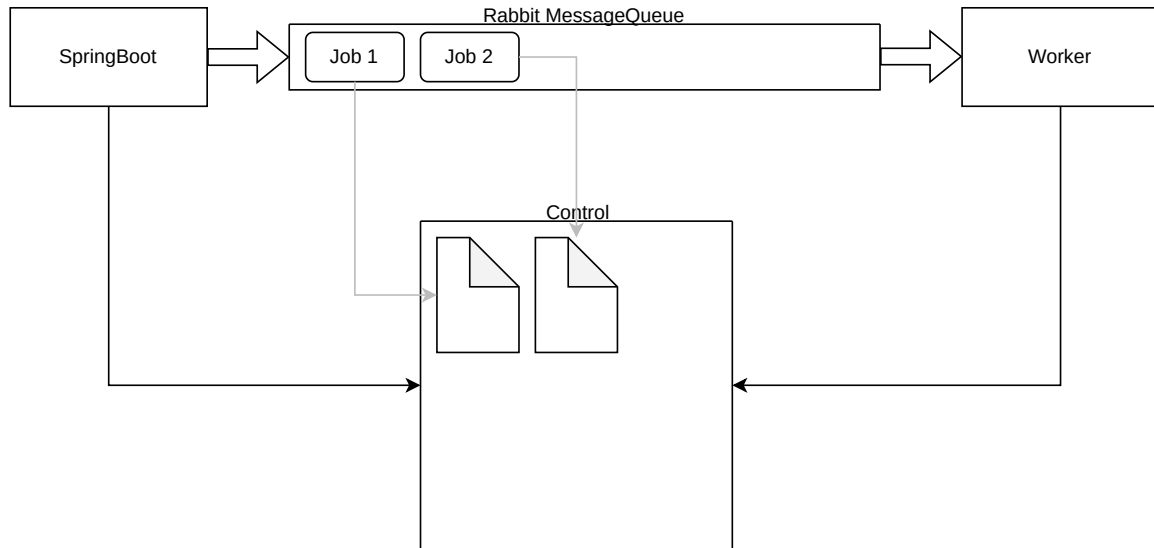 Rabbit MessageQueue
SpringBoot
Job 1
Job 2
Worker
Control